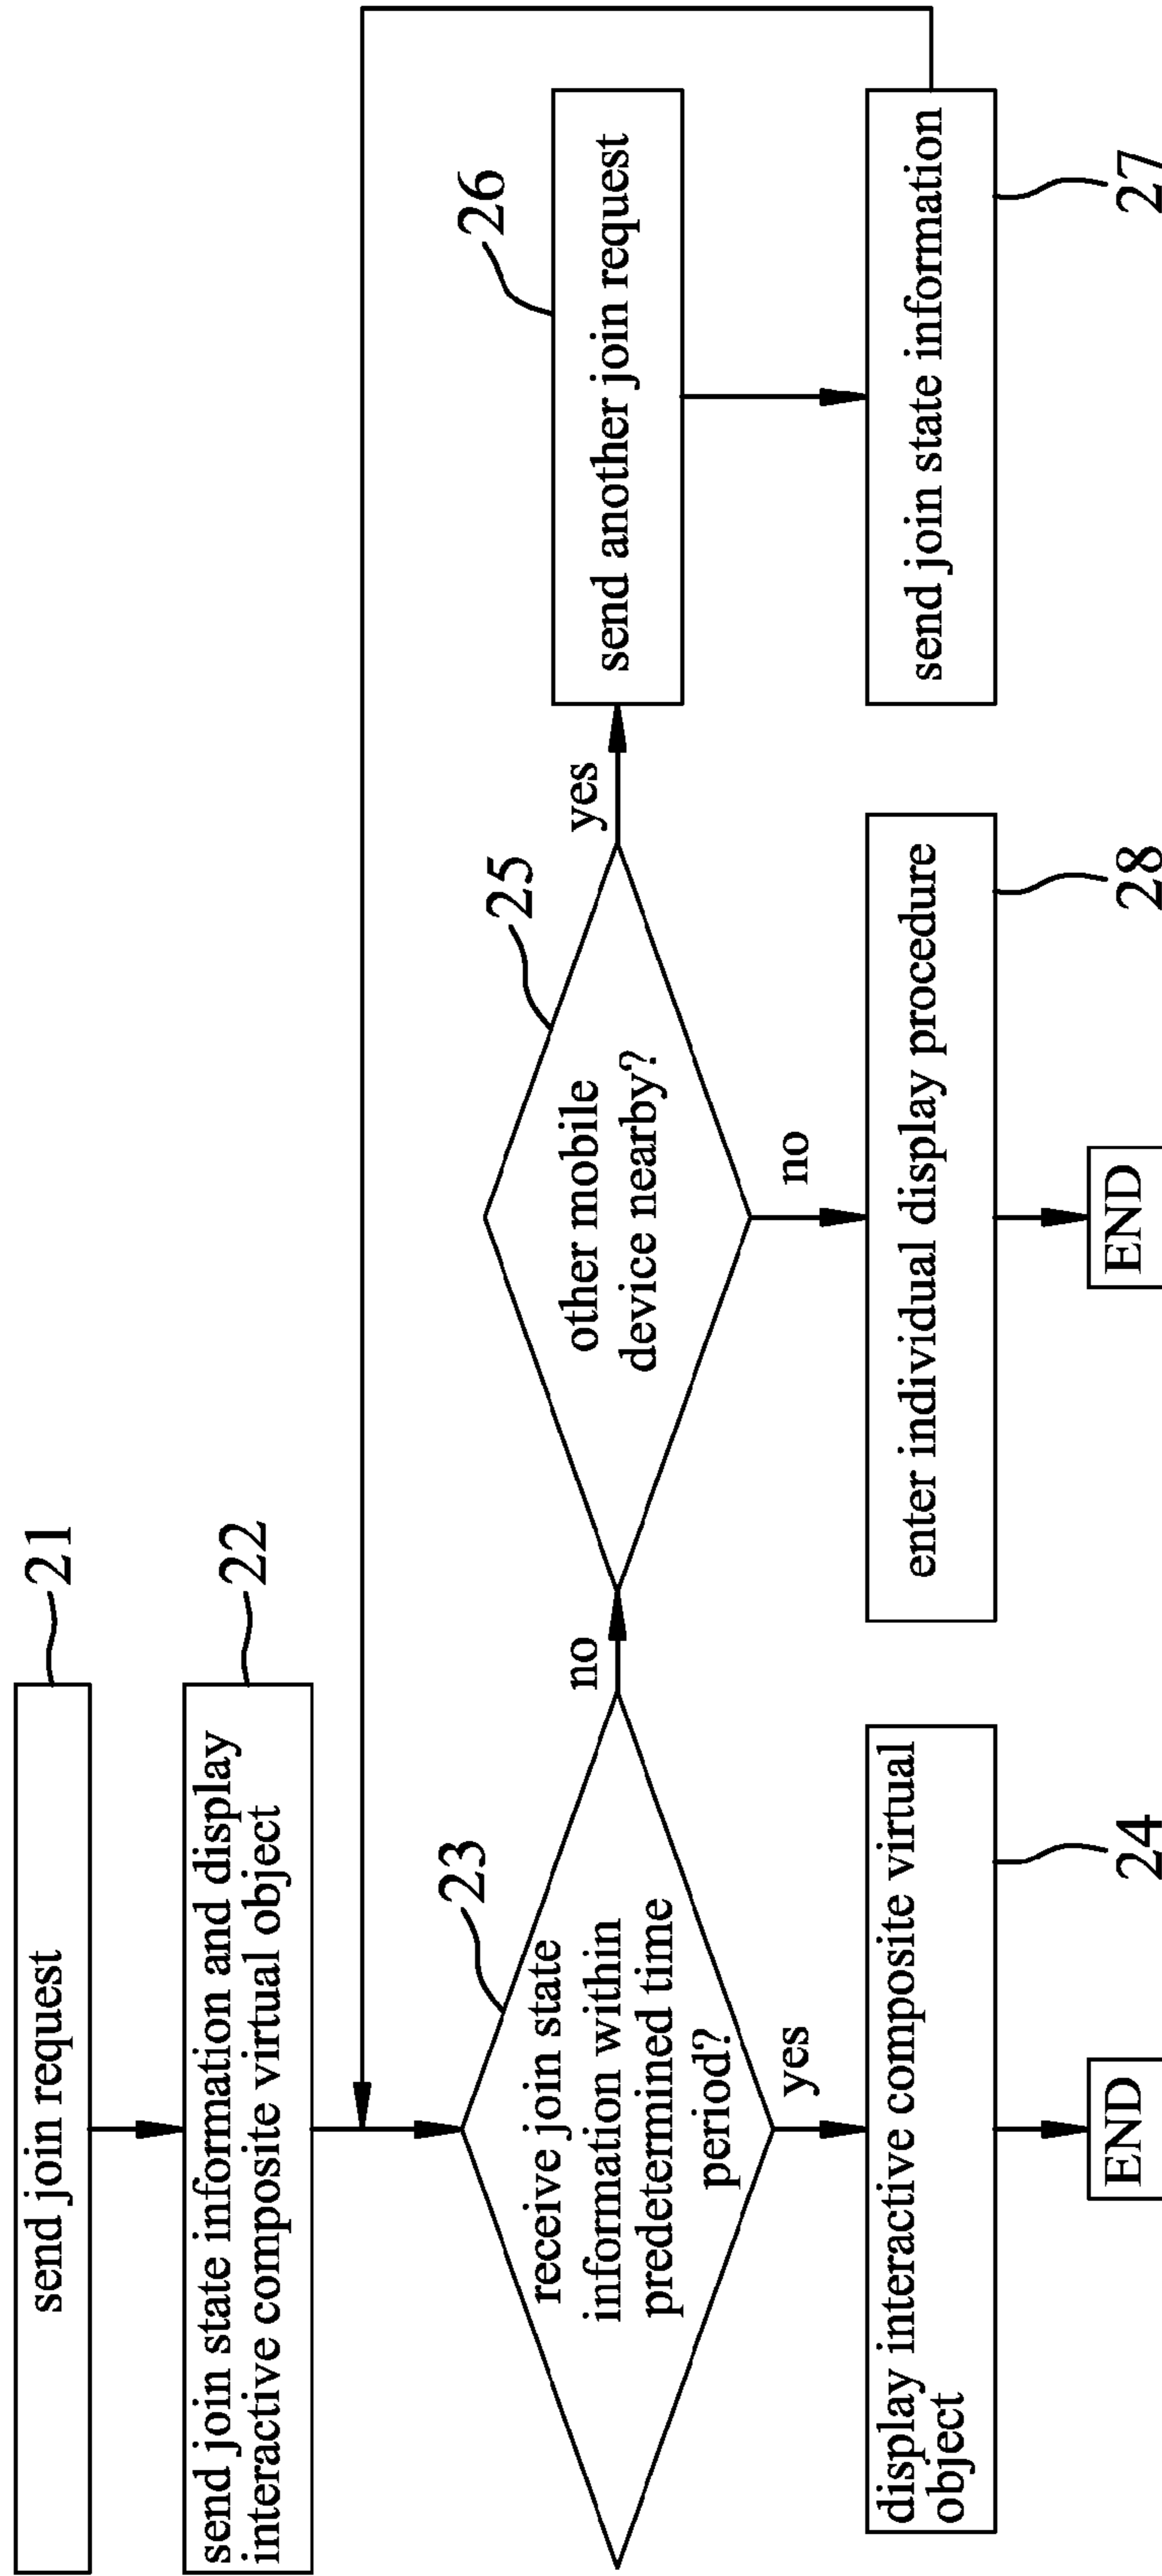 send join request
21
send join state information and display
interactive composite virtual object
22
receive join state
information within
predetermined time
period?
23
no
yes
display interactive composite virtual
object
24
END
other mobile
device nearby?
25
yes
no
send another join request
26
send join state information
27
enter individual display procedure
28
END